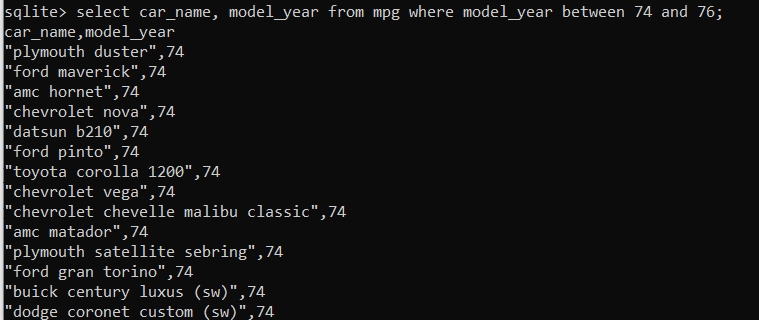 sqlite> select car_name, model_year from mpg where model_year between 74 and 76;
car_name,model_year
"plymouth duster",74
"ford maverick",74
"amc hornet",74
"chevrolet nova",74
"datsun b210",74
"ford pinto",74
"toyota corolla 1200",74
"chevrolet vega",74
"chevrolet chevelle malibu classic",74
"amc matador",74
"plymouth satellite sebring",74
"ford gran torino",74
"buick century luxus (sw)",74
"dodge coronet custom (sw)",74